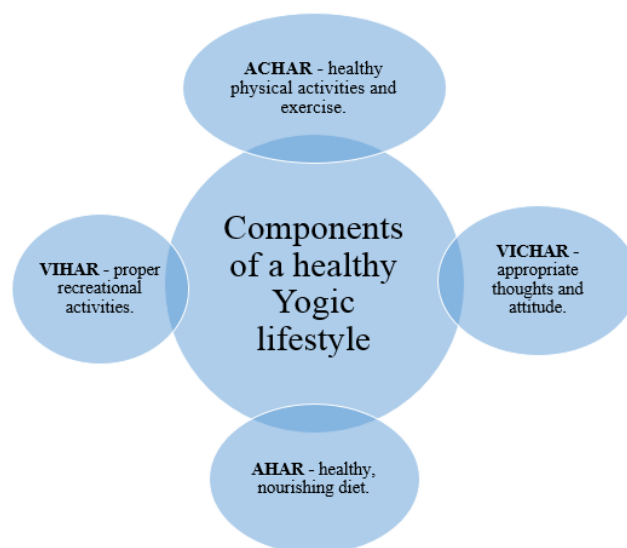 ACHAR - healthy
physical activities and
exercise.
Components
of a healthy
Yogic
lifestyle
VIHAR - proper
recreational
activities.
VICHAR -
appropriate
thoughts and
attitude.
AHAR - healthy,
nourishing diet.